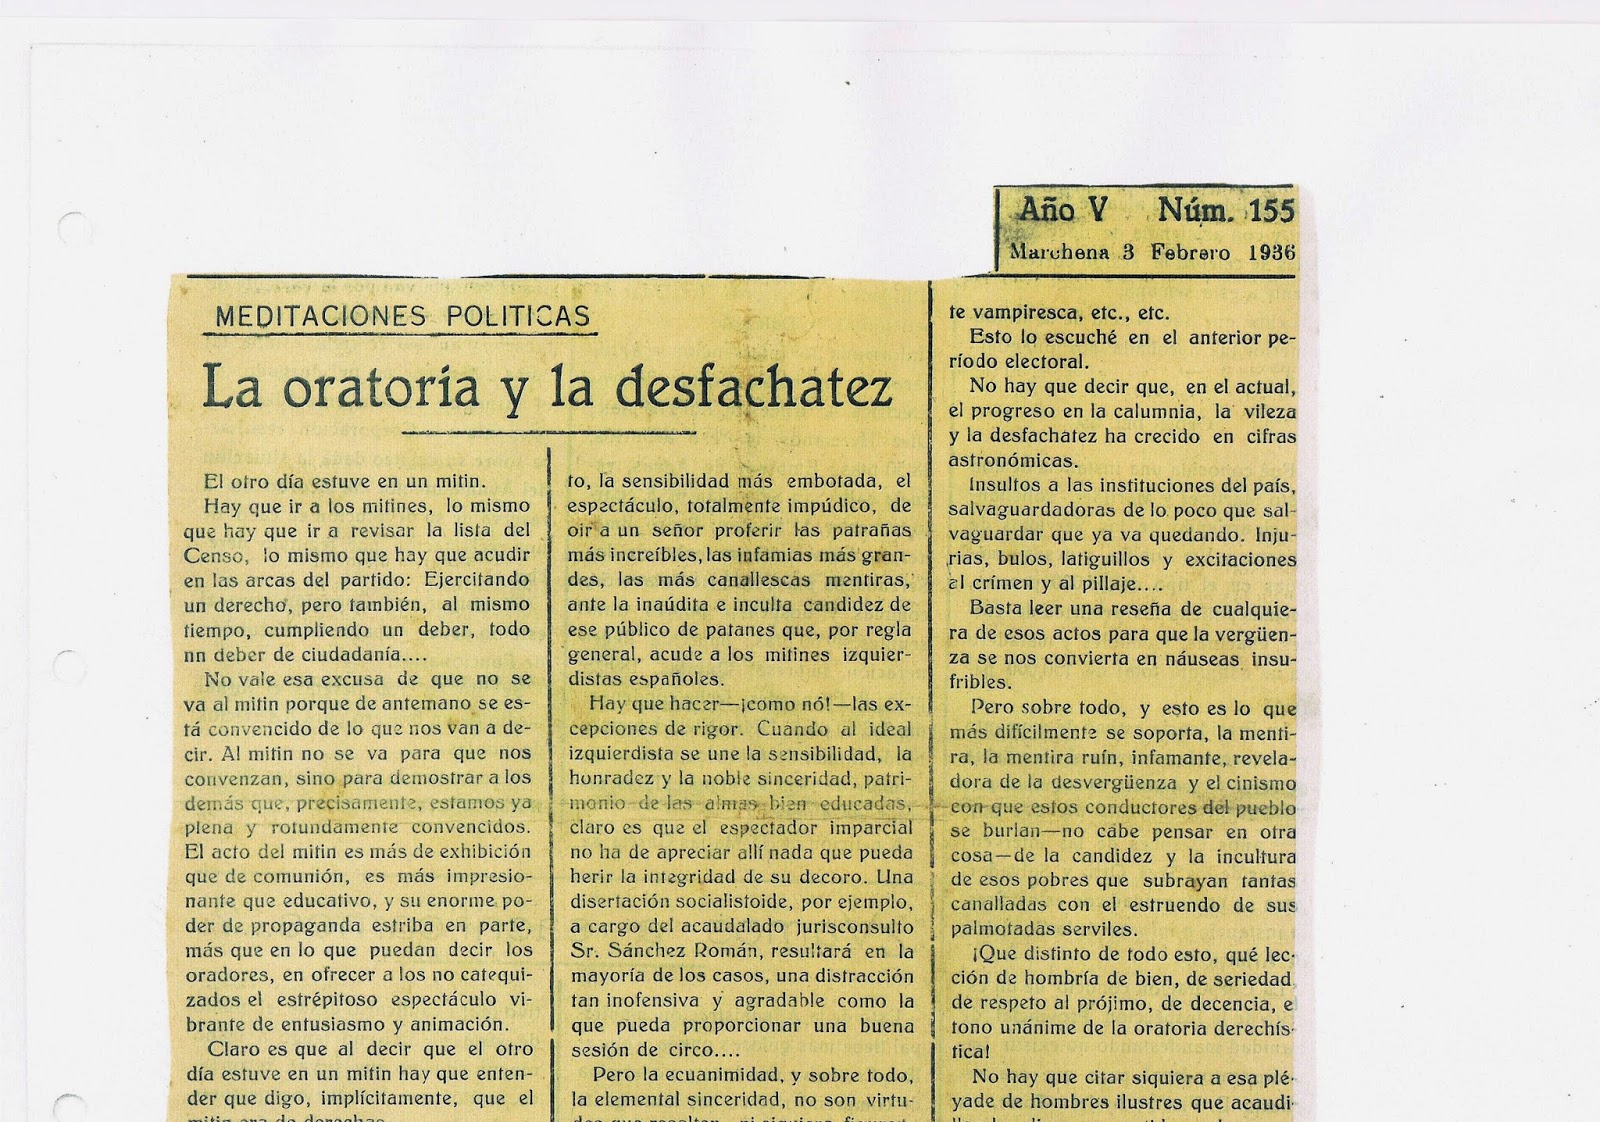 Año V Núm. 155
Marchena 3 Febrero 1936
MEDITACIONES POLITICAS
La oratoria y la desfachatez
El otro día estuve en un mitin.
Hay que ir a los mitines, lo mismo
que hay que ir a revisar la lista del
Censo, lo mismo que hay que acudir
en las arcas del partido: Ejercitando
un derecho, pero también, al mismo
tiempo, cumpliendo un deber, todo
nn deber de ciudadanía....
No vale esa excusa de que no se
va al mitin porque de antemano se es-
tá convencido de lo que nos van a de-
cir. Al mitin no se va para que nos
convenzan, sino para demostrar a los
demás que, precisamente, estamos ya
plena y rotundamente convencidos.
El acto del mitin es más de exhibición
que de comunión, es más impresio-
nante que educativo, y su enorme po-
der de propaganda estriba en parte,
más que en lo que puedan decir los
oradores, en ofrecer a los no catequi-
zados el estrépitoso espectáculo vi-
brante de entusiasmo y animación.
Claro es que al decir que el otro
día estuve en un mitin hay que enten-
der que digo, implícitamente, que el
mitin era de derechas.
to, la sensibilidad más embotada, el
espectáculo, totalmente impúdico, de
oir a un señor proferir las patrañas
más increíbles, las infamias más gran-
des, las más canallescas mentiras,
ante la inaúdita e inculta candidez de
ese público de patanes que, por regla
general, acude a los mitines izquier-
distas españoles.
Hay que hacer—¡como nó!—las ex-
cepciones de rigor. Cuando al ideal
izquierdista se une la sensibilidad, la
honradez y la noble sinceridad, patri-
monio de las almas bien educadas,
claro es que el espectador imparcial
no ha de apreciar allí nada que pueda
herir la integridad de su decoro. Una
disertación socialistoide, por ejemplo,
a cargo del acaudalado jurisconsulto
Sr. Sánchez Román, resultará en la
mayoría de los casos, una distracción
tan inofensiva y agradable como la
que pueda proporcionar una buena
sesión de circo....
Pero la ecuanimidad, y sobre todo,
la elemental sinceridad, no son virtu-
des que resalten, ni siquiera
te vampiresca, etc., etc.
Esto lo escuché en el anterior pe-
ríodo electoral.
No hay que decir que, en el actual,
el progreso en la calumnia, la vileza
y la desfachatez ha crecido en cifras
astronómicas.
Insultos a las instituciones del país,
salvaguardadoras de lo poco que sal-
vaguardar que ya va quedando. Inju-
rias, bulos, latiguillos y excitaciones
al crímen y al pillaje....
Basta leer una reseña de cualquie-
ra de esos actos para que la vergüen-
za se nos convierta en náuseas insu-
fribles.
Pero sobre todo, y esto es lo que
más difícilmente se soporta, la menti-
ra, la mentira ruín, infamante, revela-
dora de la desvergüenza y el cinismo
con que estos conductores del pueblo
se burlan—no cabe pensar en otra
cosa—de la candidez y la incultura
de esos pobres que subrayan tantas
canalladas con el estruendo de sus
palmotadas serviles.
¡Que distinto de todo esto, qué lec-
ción de hombría de bien, de seriedad
de respeto al prójimo, de decencia, e
tono unánime de la oratoria derechís-
tica!
No hay que citar siquiera a esa plé-
yade de hombres ilustres que acaudi-